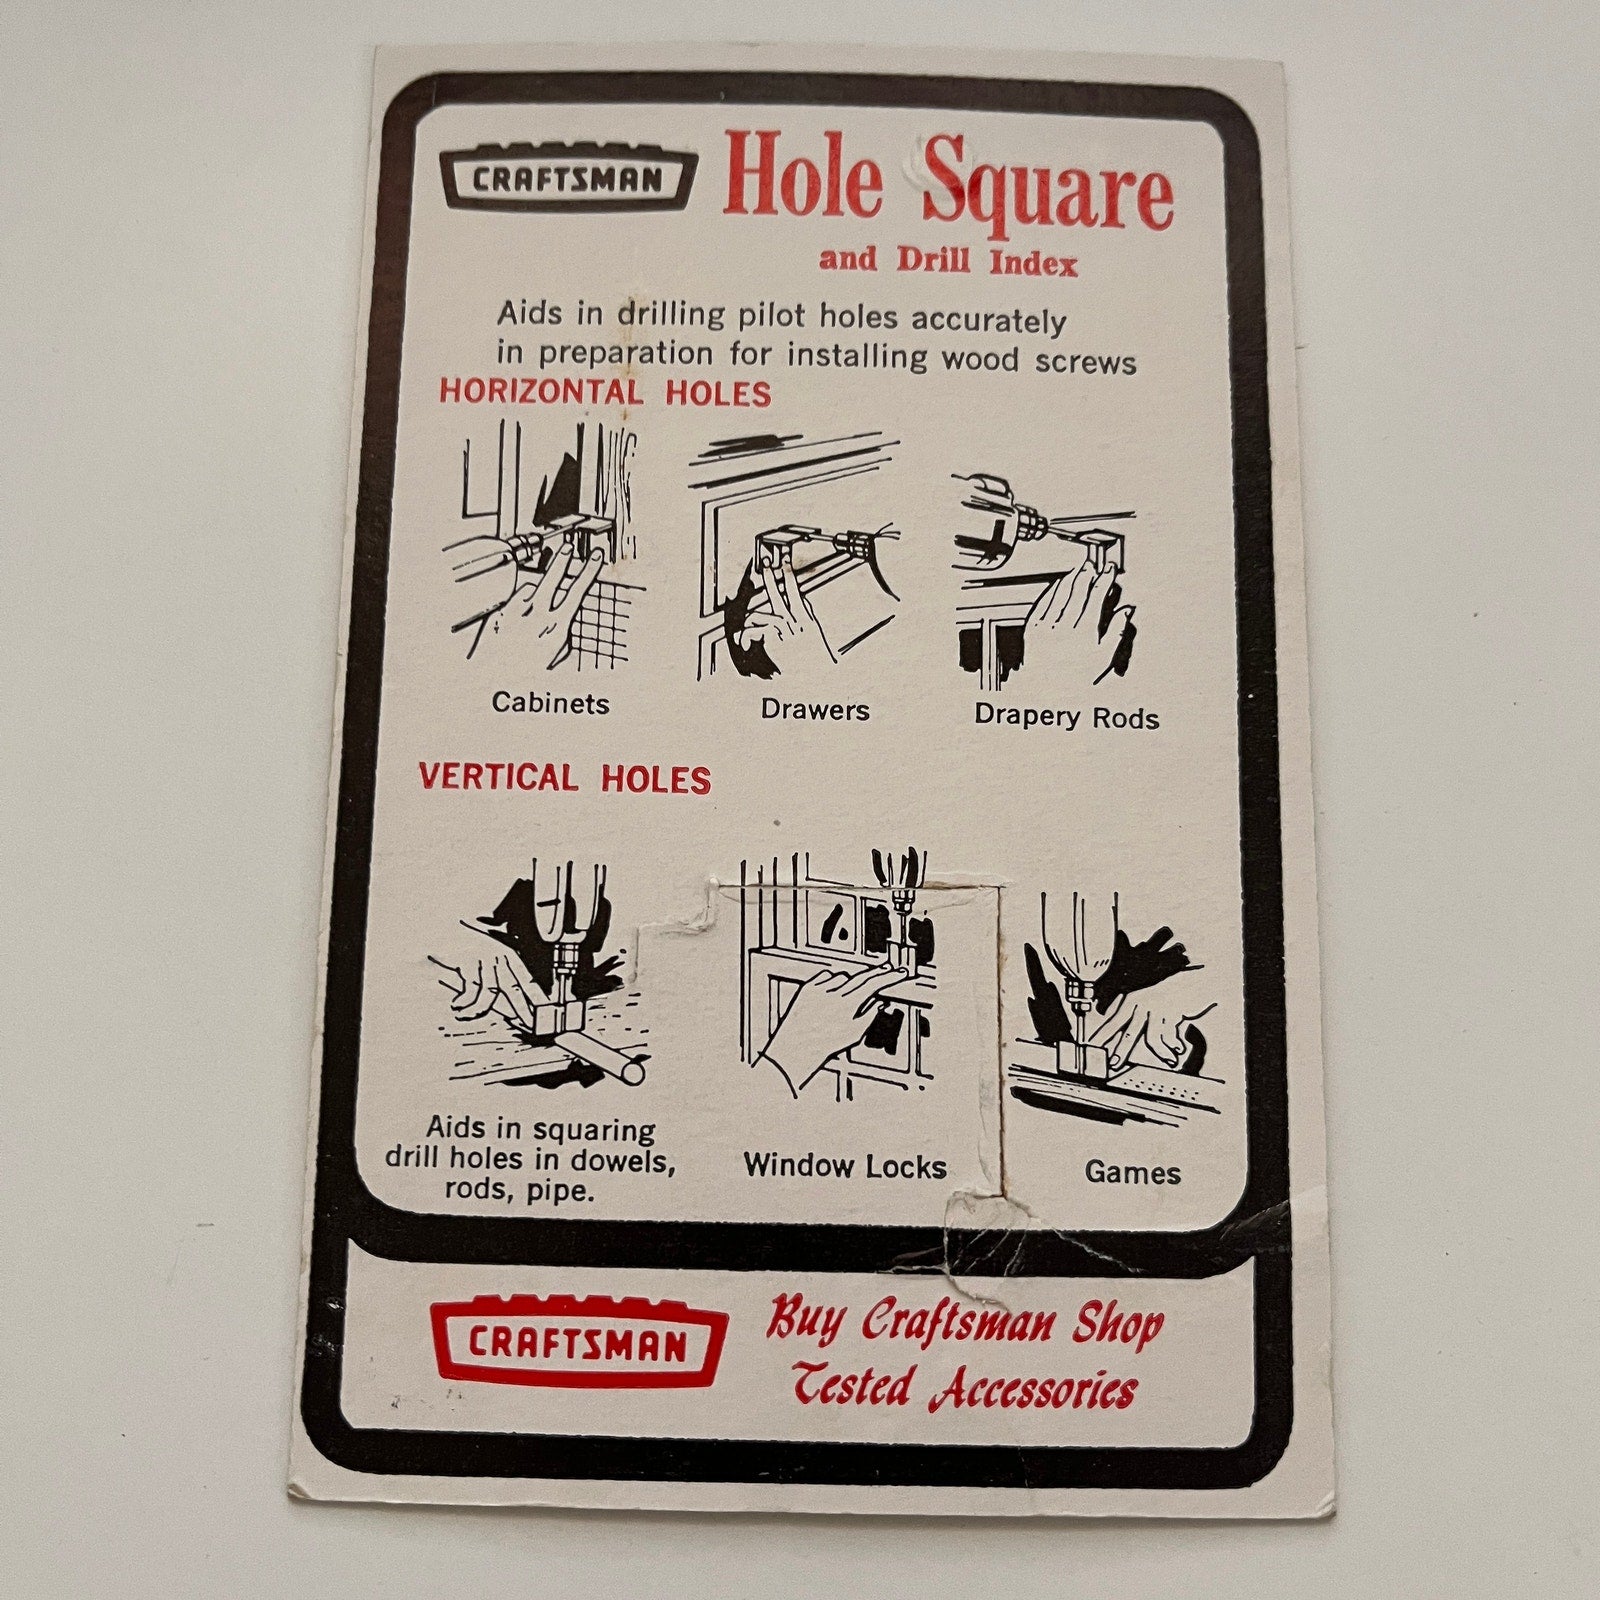 CRAFTSMAN
Hole Square
and Drill Index
Aids in drilling pilot holes accurately
in preparation for installing wood screws
HORIZONTAL HOLES
Cabinets
Drawers
Drapery Rods
VERTICAL HOLES
Aids in squaring
drill holes in dowels,
rods, pipe.
Window Locks
Games
CRAFTSMAN
Buy Craftsman Shop
Tested Accessories